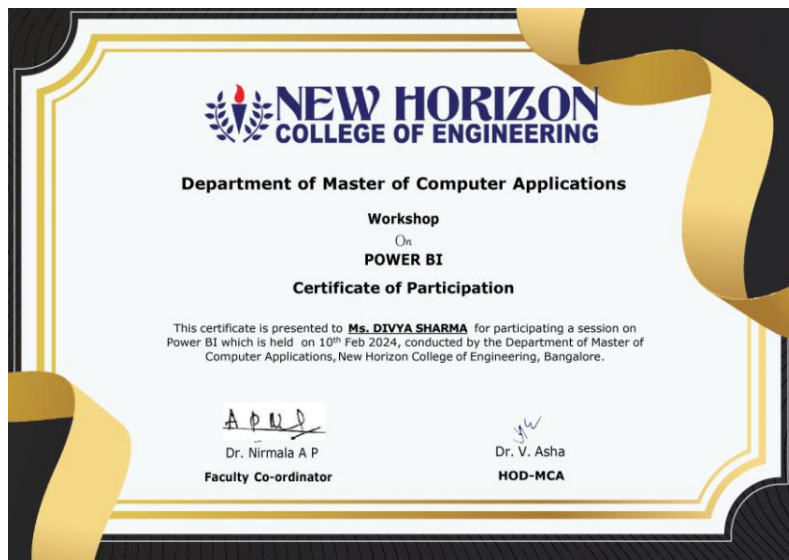 NEW HORIZON
COLLEGE OF ENGINEERING
Department of Master of Computer Applications
Workshop
On
POWER BI
Certificate of Participation
This certificate is presented to Ms. DIVYA SHARMA for participating a session on
Power BI which is held on 10th Feb 2024, conducted by the Department of Master of
Computer Applications, New Horizon College of Engineering, Bangalore.
Dr. Nirmala A P
Dr. V. Asha
Faculty Co-ordinator
HOD-MCA